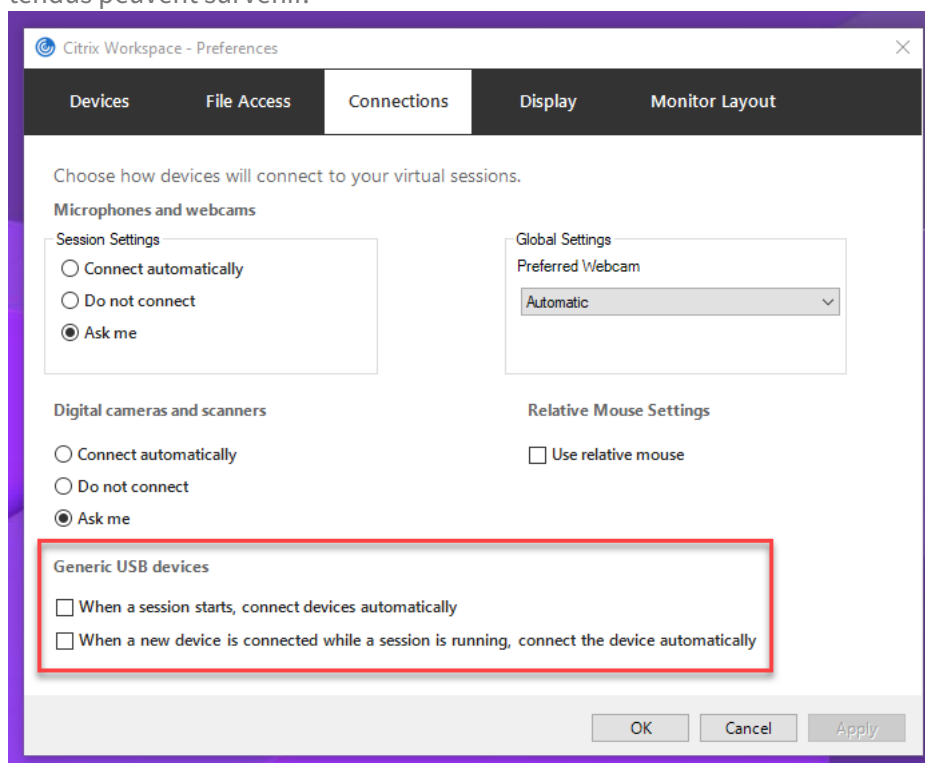 tendus peuvent survenir.
Citrix Workspace - Preferences
Devices File Access Connections Display Monitor Layout
Choose how devices will connect to your virtual sessions.
Microphones and webcams
Session Settings
Connect automatically
Do not connect
Ask me
Global Settings
Preferred Webcam
Automatic
Digital cameras and scanners
Connect automatically
Do not connect
Ask me
Relative Mouse Settings
Use relative mouse
Generic USB devices
When a session starts, connect devices automatically
When a new device is connected while a session is running, connect the device automatically
OK Cancel Apply